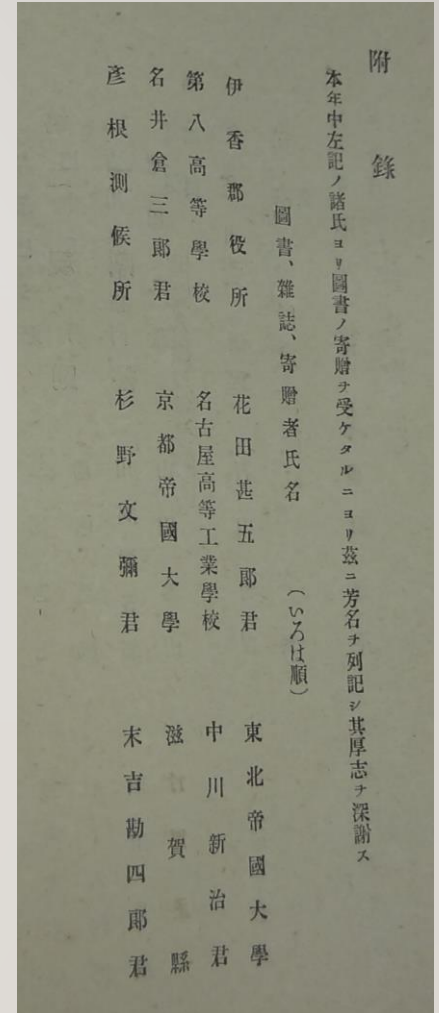 附錄
本年中左記ノ諸氏ヨリ圖書ノ寄贈ヲ受ケタルニヨリ茲ニ芳名ヲ列記シ其厚志ヲ深謝ス
圖書、雜誌、寄贈者氏名（いろは順）
伊香郡役所 花田甚五郎君 東北帝國大學
第八高等學校 名古屋高等工業學校 中川新治君
名井倉三郎君 京都帝國大學 滋賀縣
彥根測候所 杉野文彌君 末吉勘四郎君